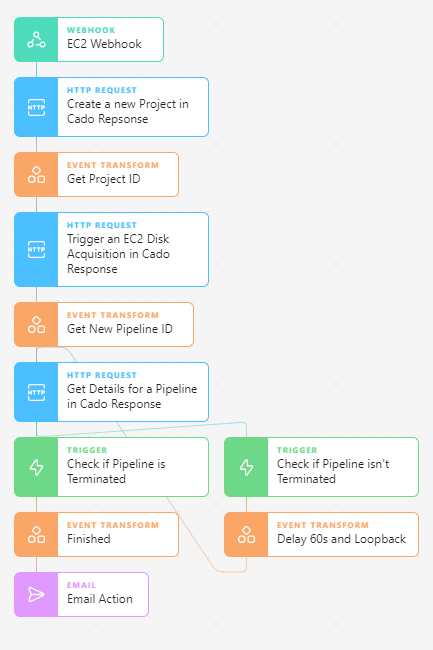 WEBHOOK
EC2 Webhook
HTTP REQUEST
HTTP
Create a new Project in
Cado Repsonse
EVENT TRANSFORM
Get Project ID
HTTP REQUEST
HTTP
Trigger an EC2 Disk
Acquisition in Cado
Response
EVENT TRANSFORM
Get New Pipeline ID
HTTP REQUEST
HTTP
Get Details for a Pipeline
in Cado Response
TRIGGER
Check if Pipeline is
Terminated
TRIGGER
Check if Pipeline isn't
Terminated
EVENT TRANSFORM
Finished
EVENT TRANSFORM
Delay 60s and Loopback
EMAIL
Email Action